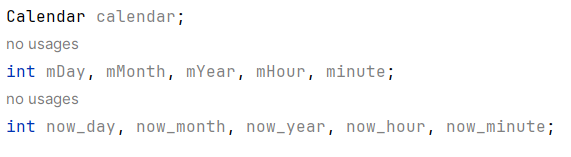 Calendar calendar;
no usages
int mDay, mMonth, mYear, mHour, minute;
no usages
int now_day, now_month, now_year, now_hour, now_minute;